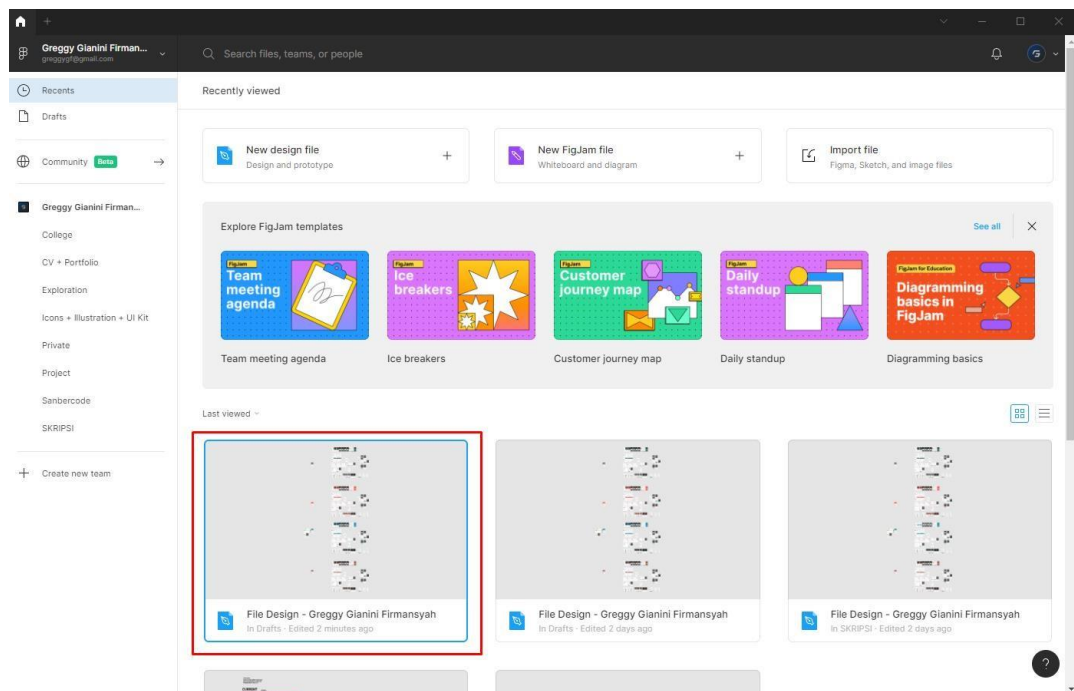 Greggy Gianini Firman...
greggygf@gmail.com
Search files, teams, or people
Recents
Drafts
Community Beta
Greggy Gianini Firman...
College
CV + Portfolio
Exploration
Icons + Illustration + UI Kit
Private
Project
Sanbercode
SKRIPSI
Create new team
Recently viewed
New design file
Design and prototype
New FigJam file
Whiteboard and diagram
Import file
Figma, Sketch, and image files
Explore FigJam templates
See all
FigJam
Team
meeting
agenda
FigJam
Ice
breakers
FigJam
Customer
journey map
FigJam
Daily
standup
FigJam for Education
Diagramming
basics in
FigJam
Team meeting agenda
Ice breakers
Customer journey map
Daily standup
Diagramming basics
Last viewed
File Design - Greggy Gianini Firmansyah
In Drafts · Edited 2 minutes ago
File Design - Greggy Gianini Firmansyah
In Drafts · Edited 2 days ago
File Design - Greggy Gianini Firmansyah
In SKRIPSI · Edited 2 days ago
?